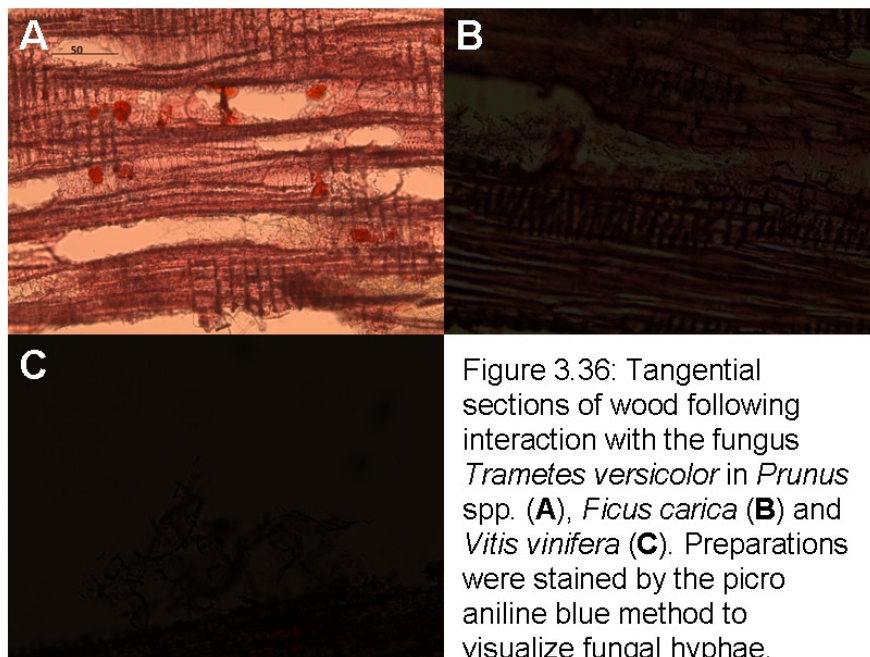 A
50
B
C
Figure 3.36: Tangential
sections of wood following
interaction with the fungus
Trametes versicolor in Prunus
spp. (A), Ficus carica (B) and
Vitis vinifera (C). Preparations
were stained by the picro
aniline blue method to
visualize fungal hyphae.